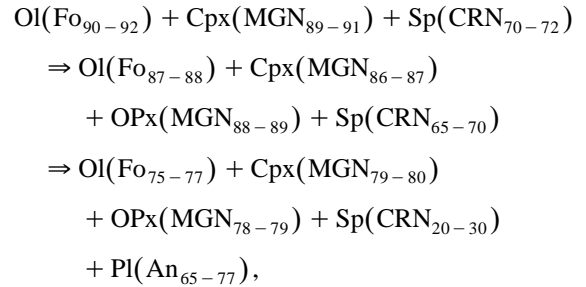 Ol(Fo90−92) + Cpx(MGN89−91) + Sp(CRN70−72)
⇒ Ol(Fo87−88) + Cpx(MGN86−87)
+ OPx(MGN88−89) + Sp(CRN65−70)
⇒ Ol(Fo75−77) + Cpx(MGN79−80)
+ OPx(MGN78−79) + Sp(CRN20−30)
+ Pl(An65−77),